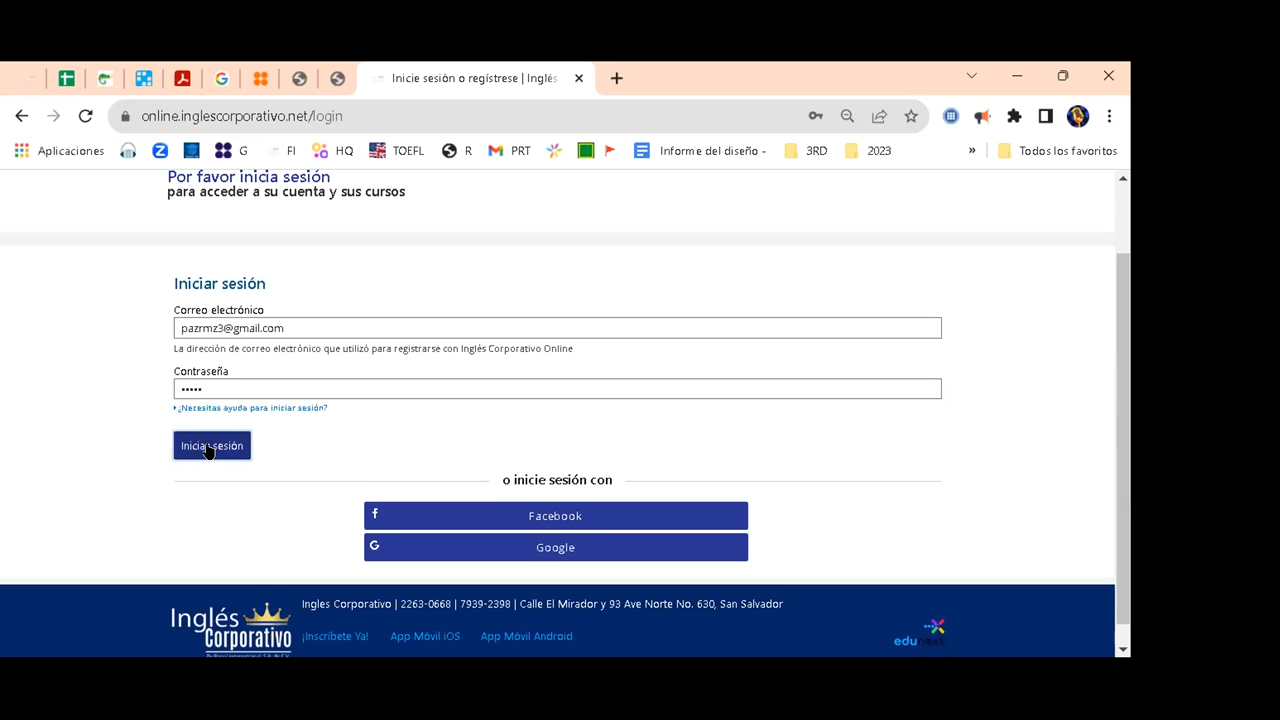 Inicie sesión o regístrese | Inglés
online.inglescorporativo.net/login
Aplicaciones G FI HQ TOEFL R PRT Informe del diseño - 3RD 2023 » Todos los favoritos
Por favor inicia sesión
para acceder a su cuenta y sus cursos
Iniciar sesión
Correo electrónico
pazrmz3@gmail.com
La dirección de correo electrónico que utilizó para registrarse con Inglés Corporativo Online
Contraseña
•••••
¿Necesitas ayuda para iniciar sesión?
Iniciar sesión
o inicie sesión con
Facebook
Google
Ingles Corporativo | 2263-0668 | 7939-2398 | Calle El Mirador y 93 Ave Norte No. 630, San Salvador
Inglés
Corporativo
¡Inscríbete Ya! App Móvil iOS App Móvil Android
edunext